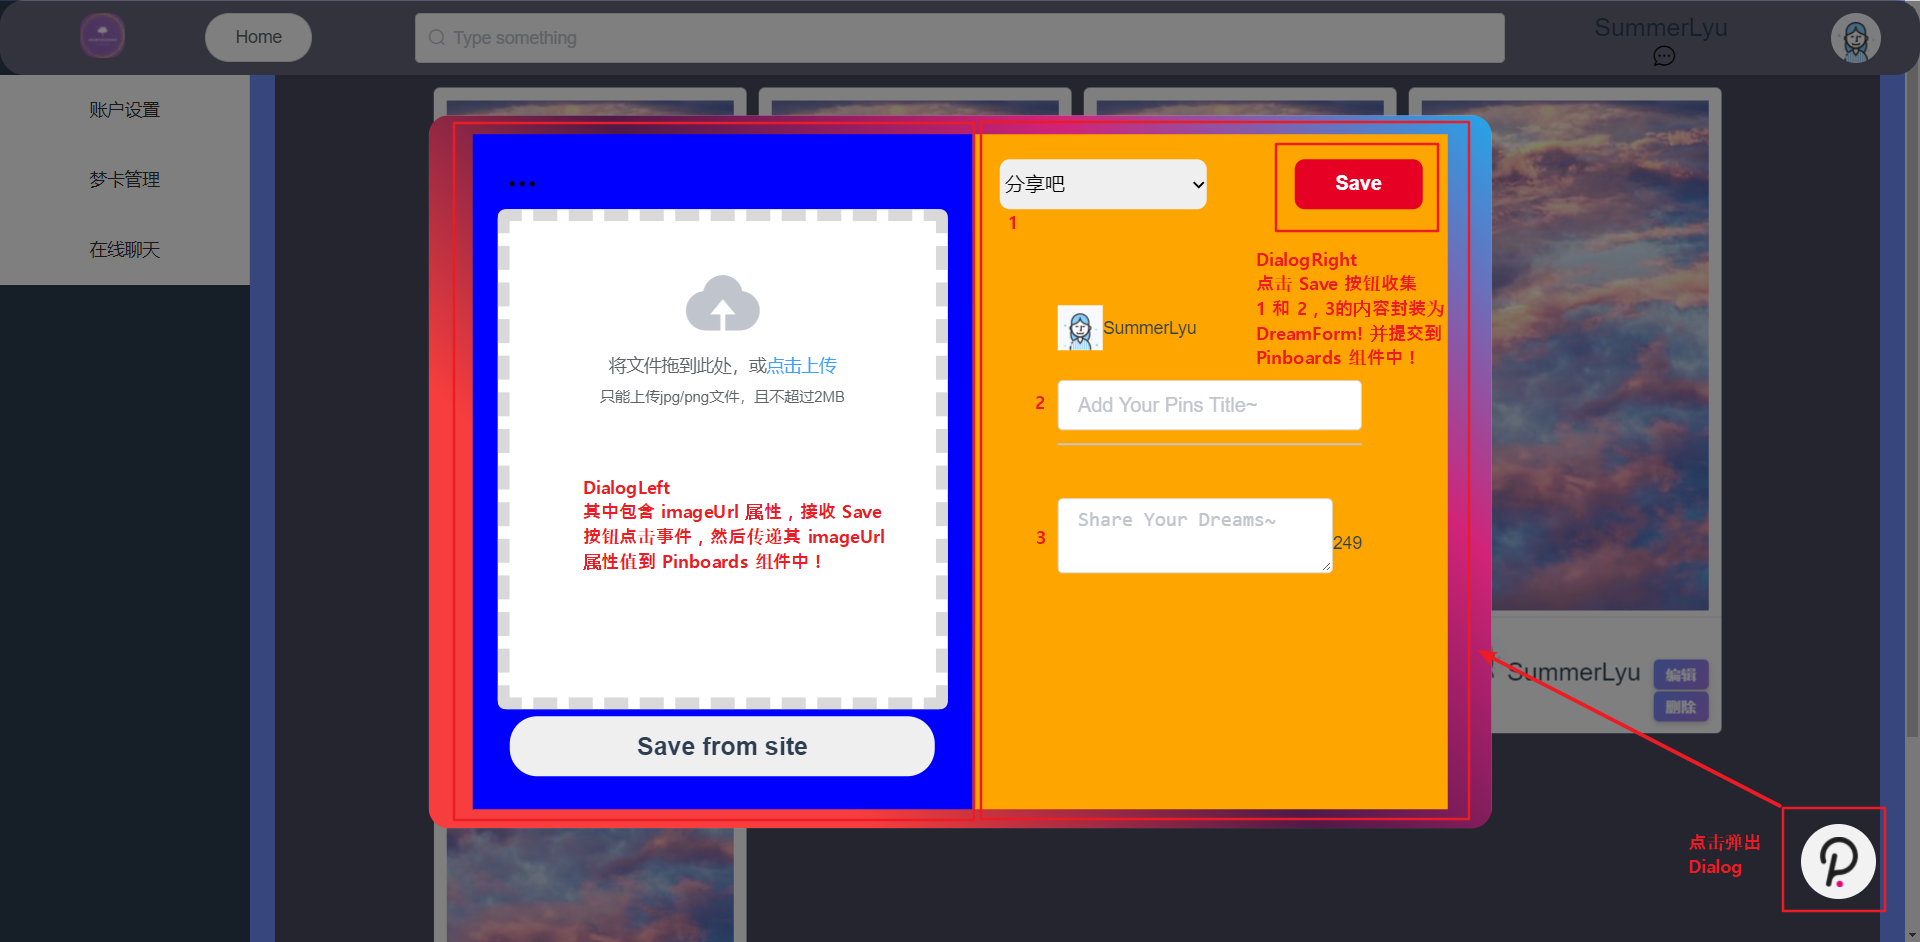 Home
Type something
SummerLyu
账户设置
梦卡管理
在线聊天
分享吧
Save
1
DialogRight
点击 Save 按钮收集
1 和 2，3的内容封装为
DreamForm! 并提交到
Pinboards 组件中！
SummerLyu
将文件拖到此处，或点击上传
只能上传jpg/png文件，且不超过2MB
2
Add Your Pins Title~
DialogLeft
其中包含 imageUrl 属性，接收 Save
按钮点击事件，然后传递其 imageUrl
属性值到 Pinboards 组件中！
3
Share Your Dreams~
249
SummerLyu
编辑
删除
Save from site
点击弹出
Dialog